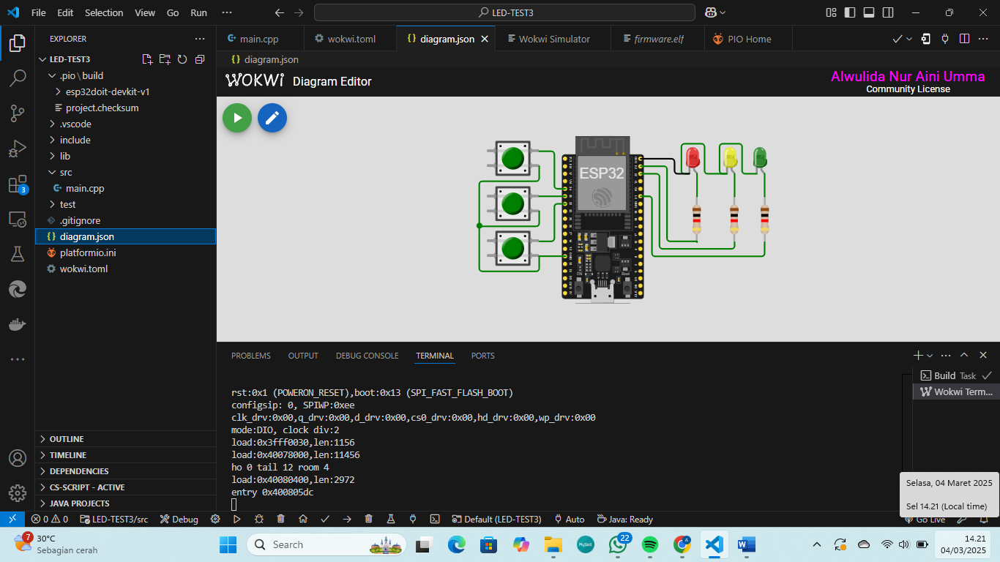 File Edit Selection View Go Run ···
LED-TEST3
EXPLORER
LED-TEST3
.pio\build
esp32doit-devkit-v1
project.checksum
.vscode
include
lib
src
main.cpp
test
.gitignore
diagram.json
platformio.ini
wokwi.toml
OUTLINE
TIMELINE
DEPENDENCIES
CS-SCRIPT - ACTIVE
JAVA PROJECTS
3
main.cpp wokwi.toml diagram.json Wokwi Simulator firmware.elf PIO Home
diagram.json
WOKWi Diagram Editor
Alwulida Nur Aini Umma
Community License
ESP32
PROBLEMS OUTPUT DEBUG CONSOLE TERMINAL PORTS
Build Task
Wokwi Term...
rst:0x1 (POWERON_RESET),boot:0x13 (SPI_FAST_FLASH_BOOT)
configsip: 0, SPIWP:0xee
clk_drv:0x00,q_drv:0x00,d_drv:0x00,cs0_drv:0x00,hd_drv:0x00,wp_drv:0x00
mode:DIO, clock div:2
load:0x3fff0030,len:1156
load:0x40078000,len:11456
ho 0 tail 12 room 4
load:0x40080400,len:2972
entry 0x400805dc
Selasa, 04 Maret 2025
Sel 14.21 (Local time)
0 0 LED-TEST3/src Debug Default (LED-TEST3) Auto Java: Ready Go Live
7
30°C
Sebagian cerah
Search
MySkill
22
14.21
04/03/2025